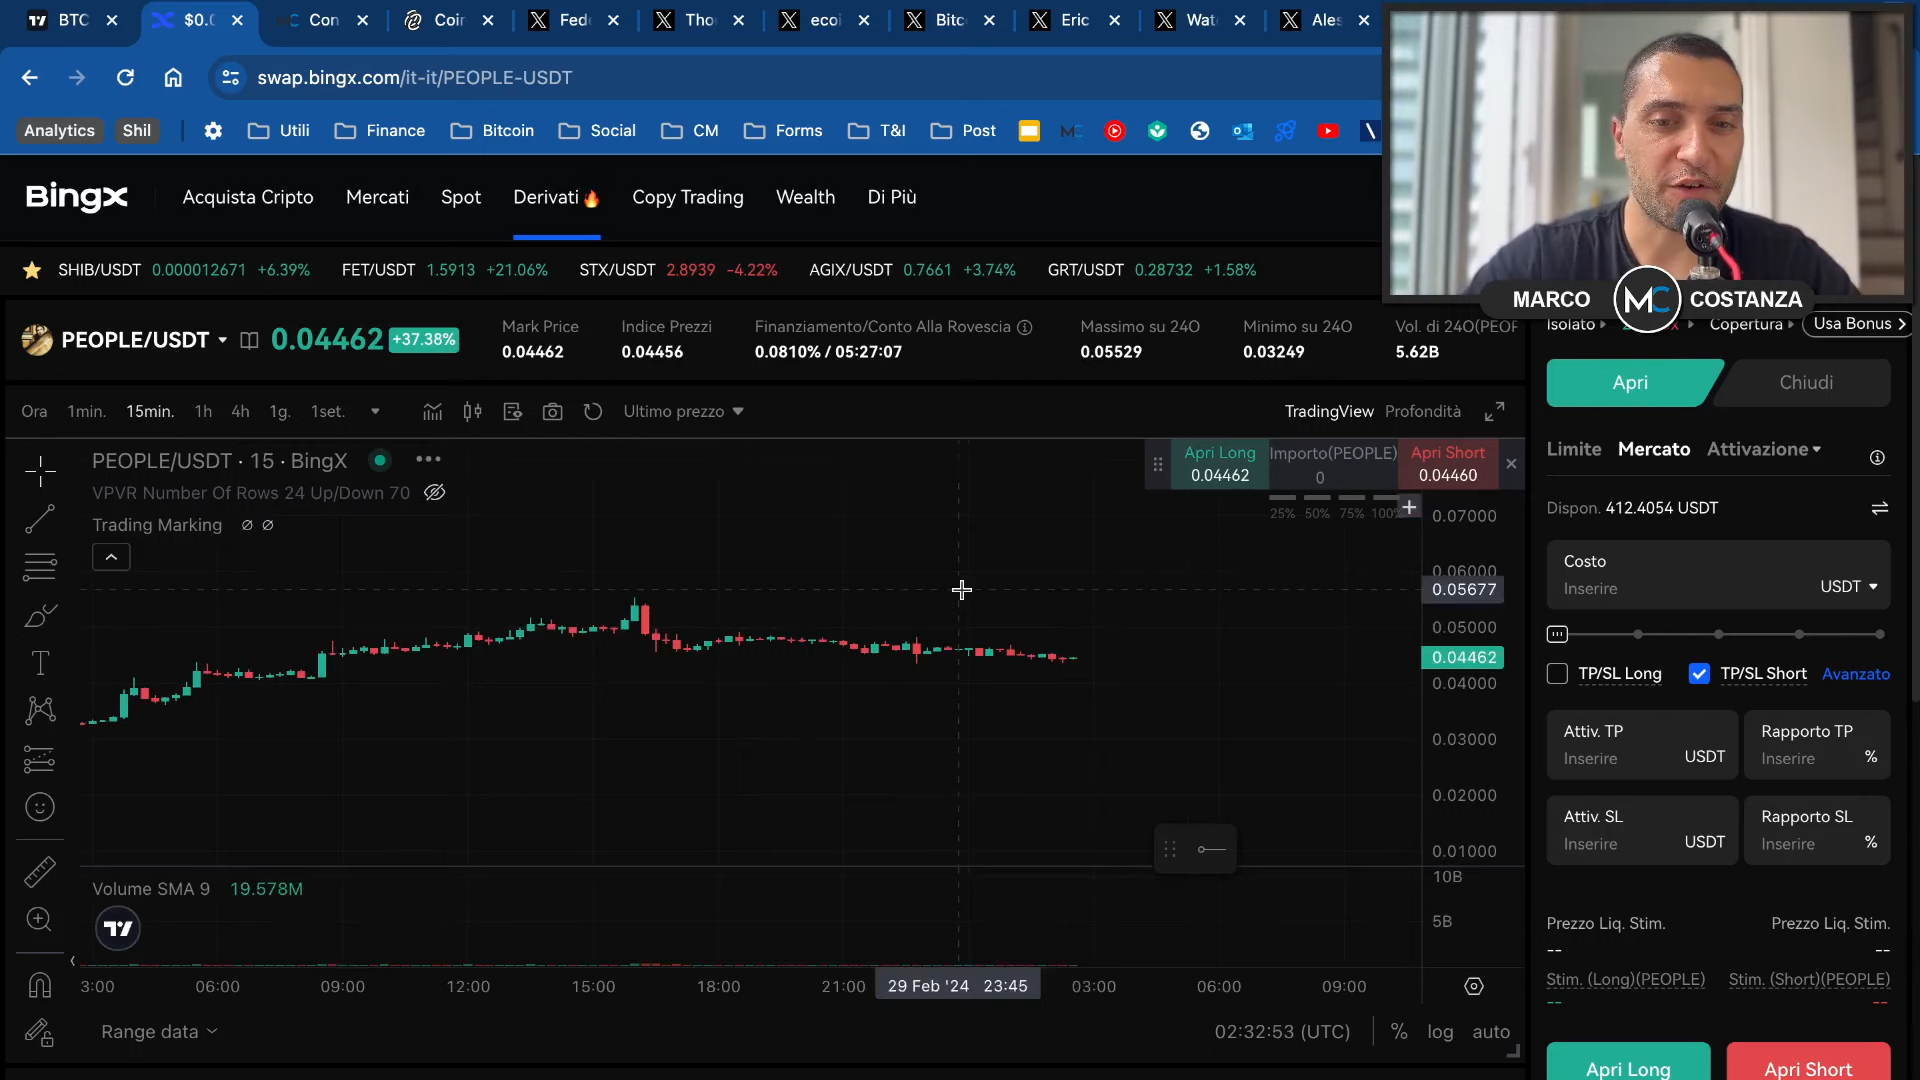 BTC
$0.0
Con
Coin
Fede
Tho
ecoi
Bitc
Eric
Wat
Ales
swap.bingx.com/it-it/PEOPLE-USDT
Analytics
Shil
Utili
Finance
Bitcoin
Social
CM
Forms
T&I
Post
BingX
Acquista Cripto
Mercati
Spot
Derivati
Copy Trading
Wealth
Di Più
MARCO MC COSTANZA
SHIB/USDT 0.000012671 +6.39%
FET/USDT 1.5913 +21.06%
STX/USDT 2.8939 -4.22%
AGIX/USDT 0.7661 +3.74%
GRT/USDT 0.28732 +1.58%
PEOPLE/USDT 0.04462 +37.38%
Mark Price
0.04462
Indice Prezzi
0.04456
Finanziamento/Conto Alla Rovescia
0.0810% / 05:27:07
Massimo su 24O
0.05529
Minimo su 24O
0.03249
Vol. di 24O(PEOP
5.62B
Isolato
Copertura
Usa Bonus
Ora 1min. 15min. 1h 4h 1g. 1set.
Ultimo prezzo
TradingView Profondità
PEOPLE/USDT · 15 · BingX
VPVR Number Of Rows 24 Up/Down 70
Trading Marking
Apri Long
0.04462
Importo(PEOPLE)
0
Apri Short
0.04460
25% 50% 75% 100%
0.07000
0.06000
0.05677
0.05000
0.04462
0.04000
0.03000
0.02000
0.01000
10B
5B
Volume SMA 9 19.578M
3:00 06:00 09:00 12:00 15:00 18:00 21:00 29 Feb '24 23:45 03:00 06:00 09:00
Range data
02:32:53 (UTC) % log auto
Apri
Chiudi
Limite Mercato Attivazione
Dispon. 412.4054 USDT
Costo
Inserire USDT
TP/SL Long TP/SL Short Avanzato
Attiv. TP
Inserire USDT
Rapporto TP
Inserire %
Attiv. SL
Inserire USDT
Rapporto SL
Inserire %
Prezzo Liq. Stim. Prezzo Liq. Stim.
-- --
Stim. (Long)(PEOPLE) Stim. (Short)(PEOPLE)
-- --
Apri Long Apri Short